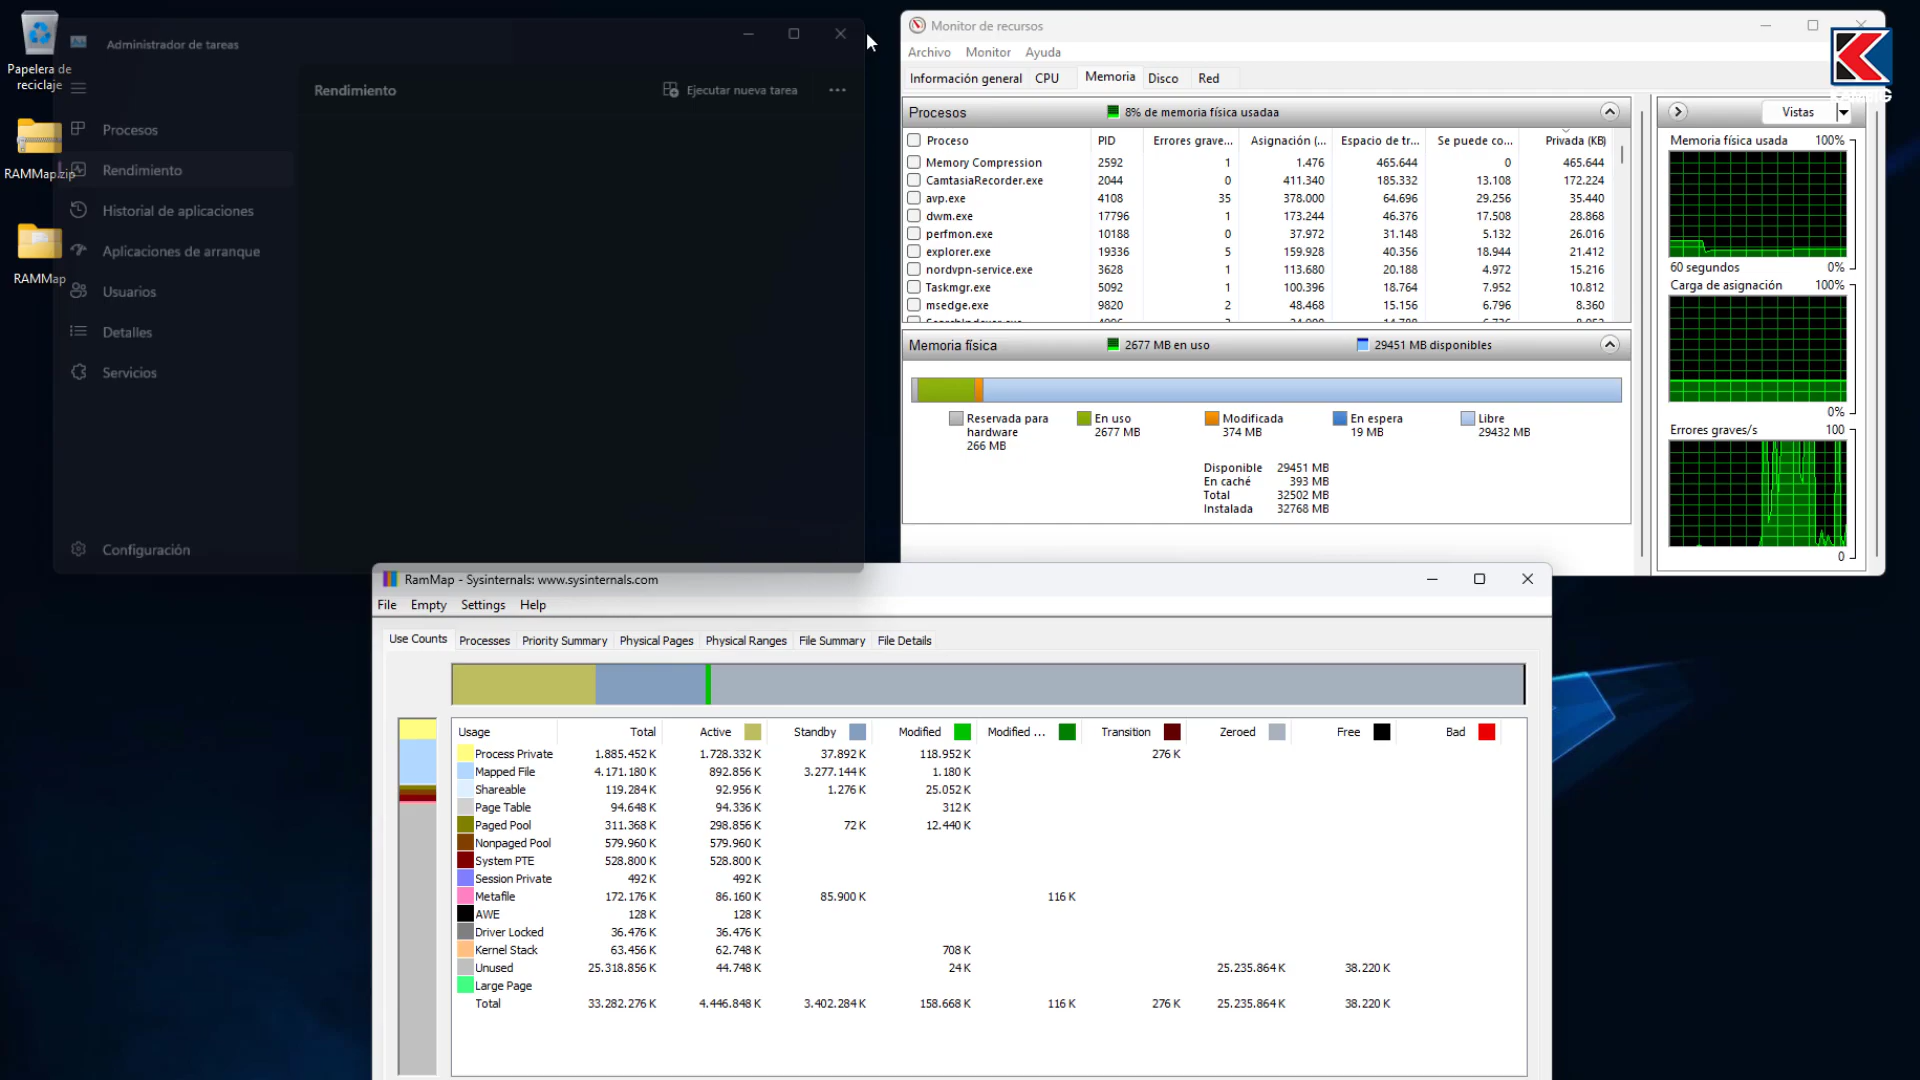 Papelera de
reciclaje
RAMMap.zip
RAMMap
Administrador de tareas
Rendimiento
Ejecutar nueva tarea
Procesos
Rendimiento
Historial de aplicaciones
Aplicaciones de arranque
Usuarios
Detalles
Servicios
Configuración
Monitor de recursos
Archivo Monitor Ayuda
Información general CPU Memoria Disco Red
Procesos 8% de memoria física usadaa
Proceso PID Errores grave... Asignación (... Espacio de tr... Se puede co... Privada (KB)
Memory Compression 2592 1 1.476 465.644 0 465.644
CamtasiaRecorder.exe 2044 0 411.340 185.332 13.108 172.224
avp.exe 4108 35 378.000 64.696 29.256 35.440
dwm.exe 17796 1 173.244 46.376 17.508 28.868
perfmon.exe 10188 0 37.972 31.148 5.132 26.016
explorer.exe 19336 5 159.928 40.356 18.944 21.412
nordvpn-service.exe 3628 1 113.680 20.188 4.972 15.216
Taskmgr.exe 5092 1 100.396 18.764 7.952 10.812
msedge.exe 9820 2 48.468 15.156 6.796 8.360
Memoria física 2677 MB en uso 29451 MB disponibles
Reservada para
hardware
266 MB
En uso
2677 MB
Modificada
374 MB
En espera
19 MB
Libre
29432 MB
Disponible 29451 MB
En caché 393 MB
Total 32502 MB
Instalada 32768 MB
Vistas
Memoria física usada 100%
60 segundos 0%
Carga de asignación 100%
0%
Errores graves/s 100
0
RamMap - Sysinternals: www.sysinternals.com
File Empty Settings Help
Use Counts Processes Priority Summary Physical Pages Physical Ranges File Summary File Details
Usage Total Active Standby Modified Modified ... Transition Zeroed Free Bad
Process Private 1.885.452 K 1.728.332 K 37.892 K 118.952 K 276 K
Mapped File 4.171.180 K 892.856 K 3.277.144 K 1.180 K
Shareable 119.284 K 92.956 K 1.276 K 25.052 K
Page Table 94.648 K 94.336 K 312 K
Paged Pool 311.368 K 298.856 K 72 K 12.440 K
Nonpaged Pool 579.960 K 579.960 K
System PTE 528.800 K 528.800 K
Session Private 492 K 492 K
Metafile 172.176 K 86.160 K 85.900 K 116 K
AWE 128 K 128 K
Driver Locked 36.476 K 36.476 K
Kernel Stack 63.456 K 62.748 K 708 K
Unused 25.318.856 K 44.748 K 24 K 25.235.864 K 38.220 K
Large Page
Total 33.282.276 K 4.446.848 K 3.402.284 K 158.668 K 116 K 276 K 25.235.864 K 38.220 K